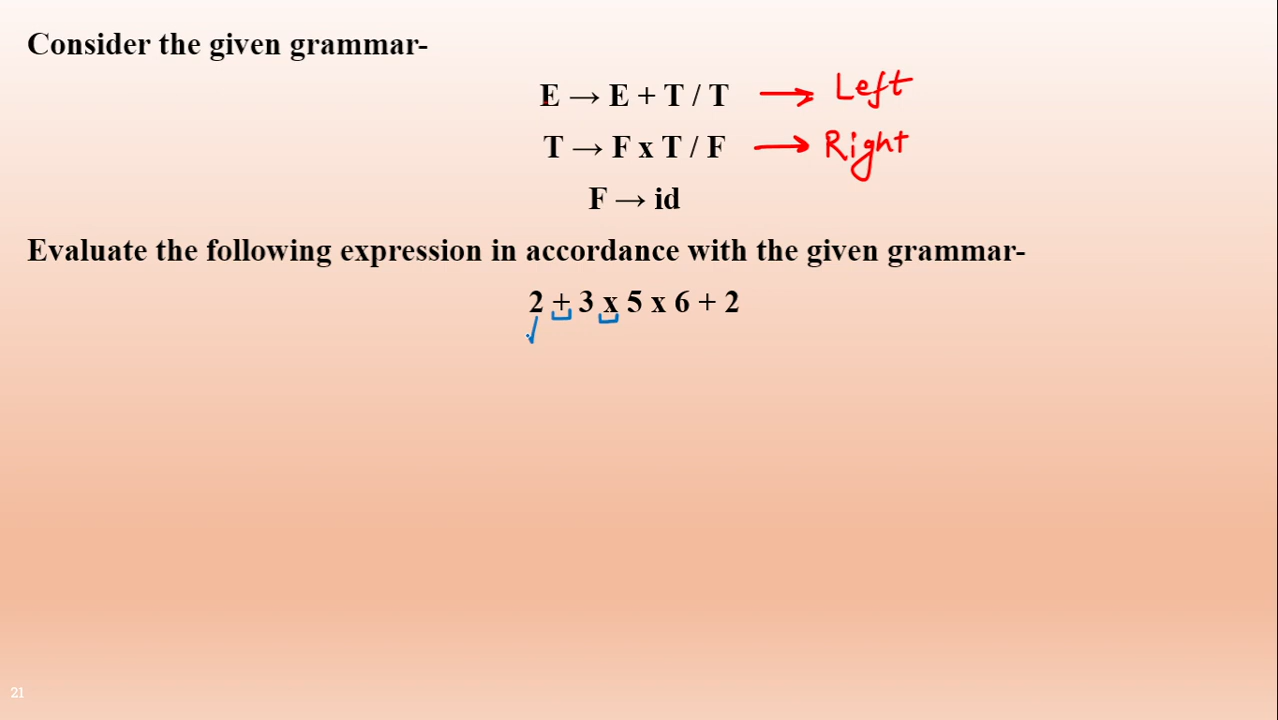 Consider the given grammar-
E → E + T / T → Left
T → F x T / F → Right
F → id
Evaluate the following expression in accordance with the given grammar-
2 + 3 x 5 x 6 + 2
21